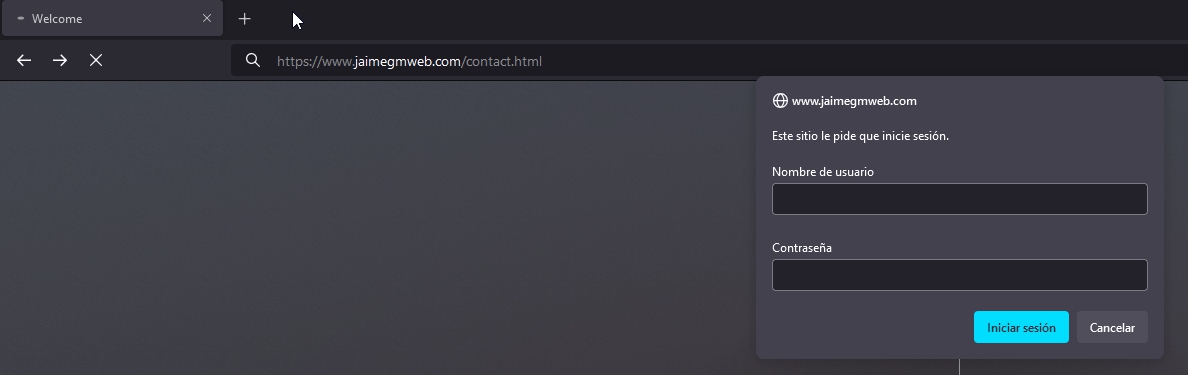 Welcome
https://www.jaimegmweb.com/contact.html
www.jaimegmweb.com
Este sitio le pide que inicie sesión.
Nombre de usuario
Contraseña
Iniciar sesión
Cancelar